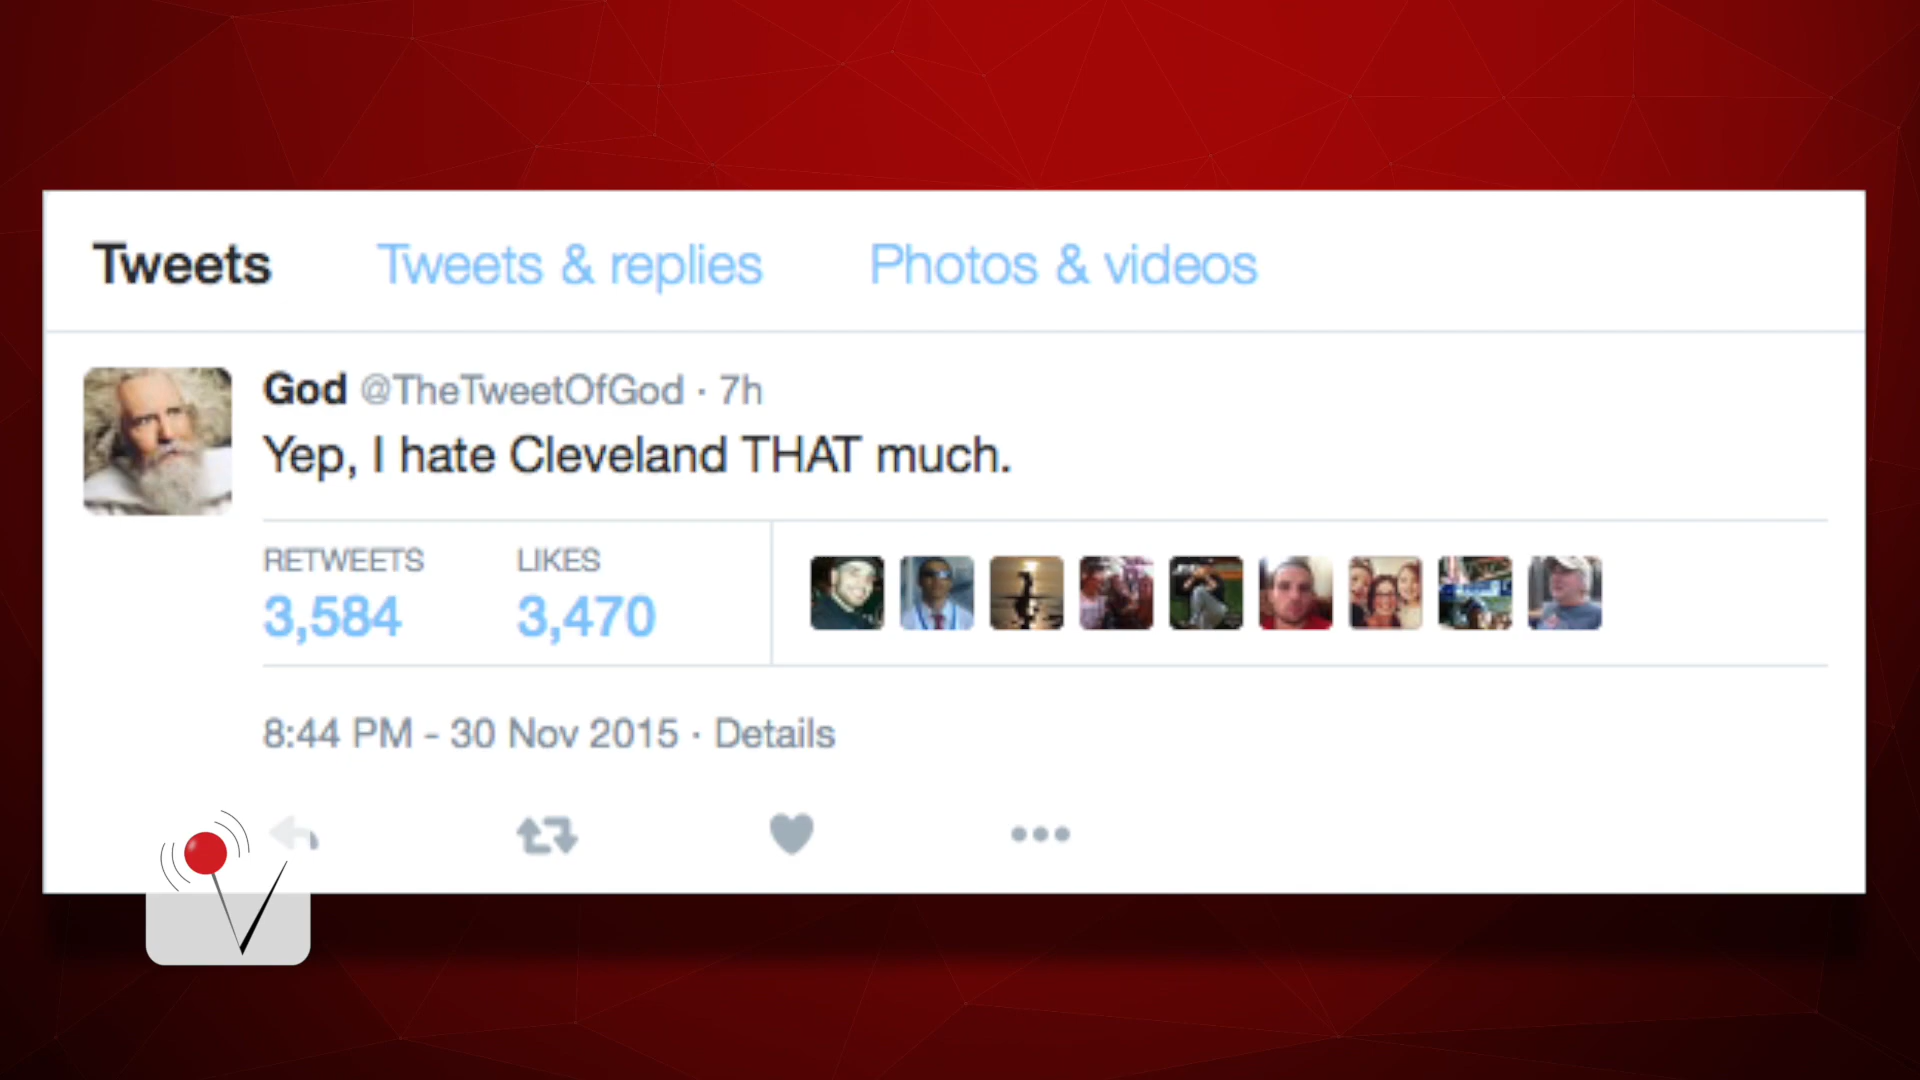 Tweets Tweets & replies Photos & videos
God @TheTweetOfGod · 7h
Yep, I hate Cleveland THAT much.
RETWEETS LIKES
3,584 3,470
8:44 PM - 30 Nov 2015 · Details